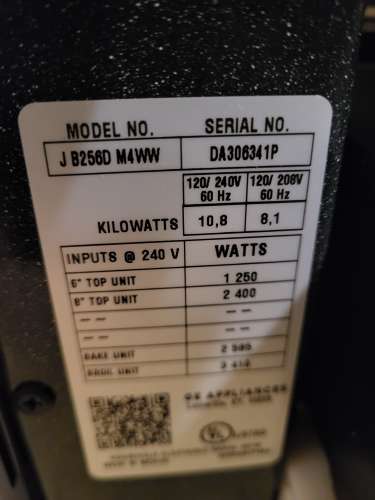 MODEL NO. SERIAL NO.
J B256D M4WW DA306341P
120/ 240V 120/ 208V
60 Hz 60 Hz
KILOWATTS 10,8 8,1
INPUTS @ 240 V WATTS
6" TOP UNIT 1 250
8" TOP UNIT 2 400
-- --
-- --
BAKE UNIT
BROIL UNIT
GE APPLIANCES
UL